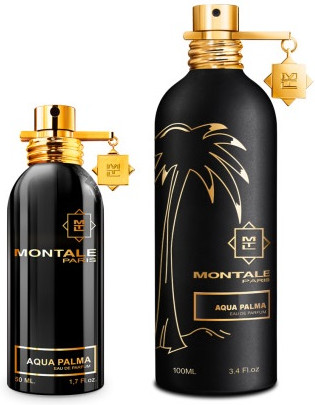 MONTALE
PARIS
AQUA PALMA
EAU DE PARFUM
50 ML.
1,7 Fl.oz.
MONTALE
PARIS
AQUA PALMA
EAU DE PARFUM
100ML
3.4 Fl.oz.